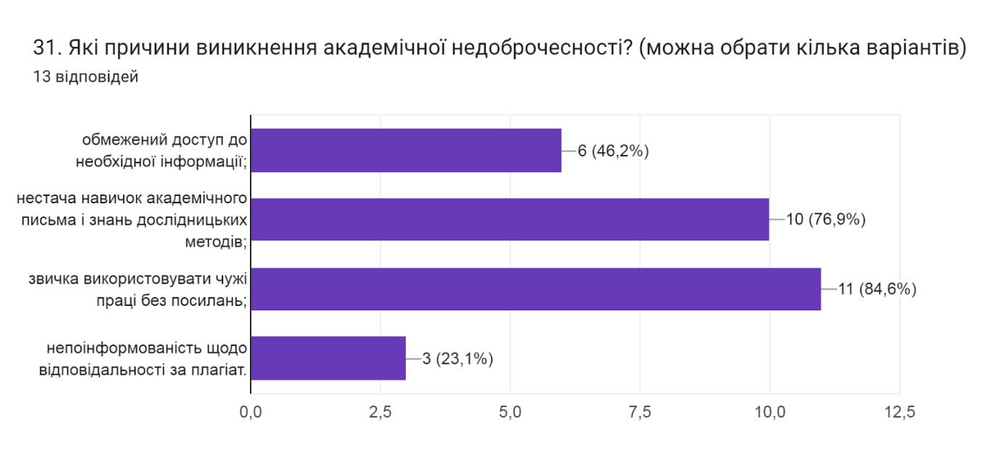 31. Які причини виникнення академічної недоброчесності? (можна обрати кілька варіантів)
13 відповідей
обмежений доступ до
необхідної інформації;
6 (46,2%)
нестача навичок академічного
письма і знань дослідницьких
методів;
10 (76,9%)
звичка використовувати чужі
праці без посилань;
11 (84,6%)
непоінформованість щодо
відповідальності за плагіат.
3 (23,1%)
0,0 2,5 5,0 7,5 10,0 12,5